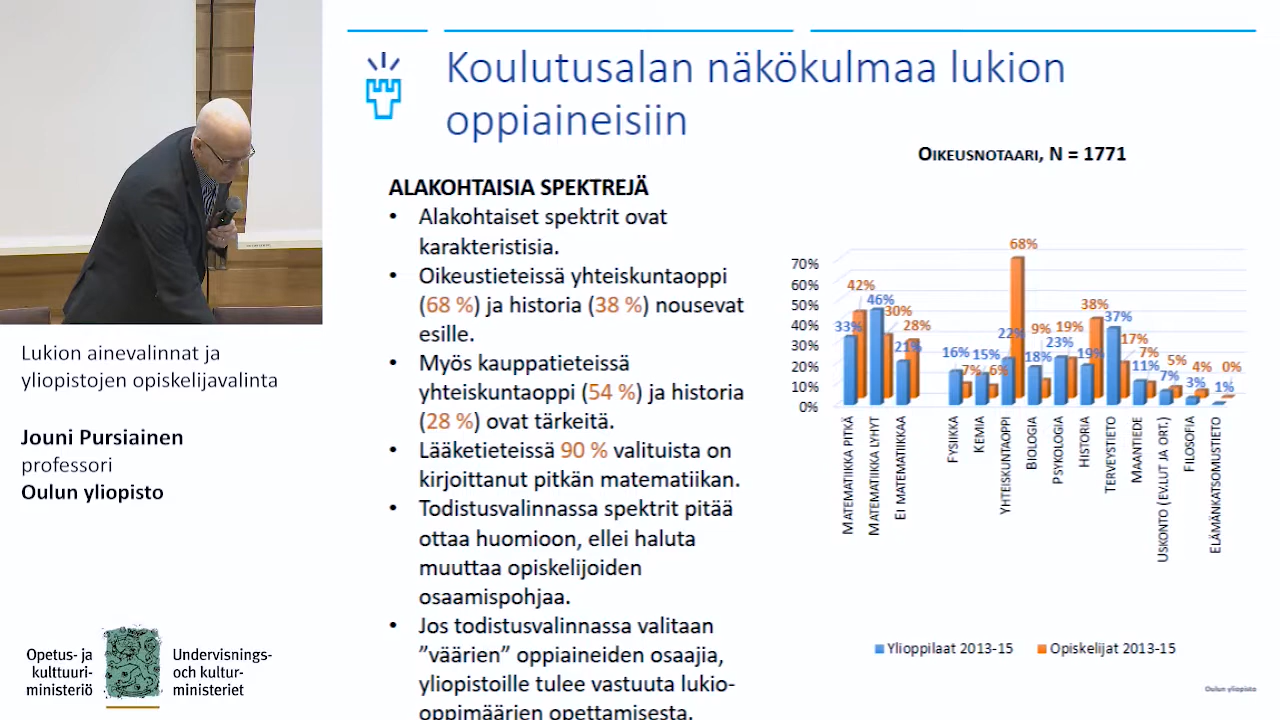 Koulutusalan näkökulmaa lukion
oppiaineisiin
OIKEUSNOTAARI, N = 1771
ALAKOHTAISIA SPEKTREJÄ
• Alakohtaiset spektrit ovat
karakteristisia.
• Oikeustieteissä yhteiskuntaoppi
(68 %) ja historia (38 %) nousevat
esille.
• Myös kauppatieteissä
yhteiskuntaoppi (54 %) ja historia
(28 %) ovat tärkeitä.
• Lääketieteissä 90 % valituista on
kirjoittanut pitkän matematiikan.
• Todistusvalinnassa spektrit pitää
ottaa huomioon, ellei haluta
muuttaa opiskelijoiden
osaamispohjaa.
• Jos todistusvalinnassa valitaan
”väärien” oppiaineiden osaajia,
yliopistoille tulee vastuuta lukio-
oppimäärien opettamisesta.
70%
60%
50%
40%
30%
20%
10%
0%
33%
42%
46%
30%
21%
28%
16%
7%
15%
6%
22%
68%
18%
9%
23%
19%
19%
38%
37%
17%
11%
7%
7%
5%
3%
4%
1%
0%
MATEMATIIKKA PITKÄ
MATEMATIIKKA LYHYT
EI MATEMATIIKKAA
FYSIIKKA
KEMIA
YHTEISKUNTAOPPI
BIOLOGIA
PSYKOLOGIA
HISTORIA
TERVEYSTIETO
MAANTIEDE
USKONTO (EV.LUT JA ORT.)
FILOSOFIA
ELÄMÄNKATSOMUSTIETO
Ylioppilaat 2013-15
Opiskelijat 2013-15
Oulun yliopisto
Lukion ainevalinnat ja
yliopistojen opiskelijavalinta
Jouni Pursiainen
professori
Oulun yliopisto
Opetus- ja
kulttuuri-
ministeriö
Undervisnings-
och kultur-
ministeriet